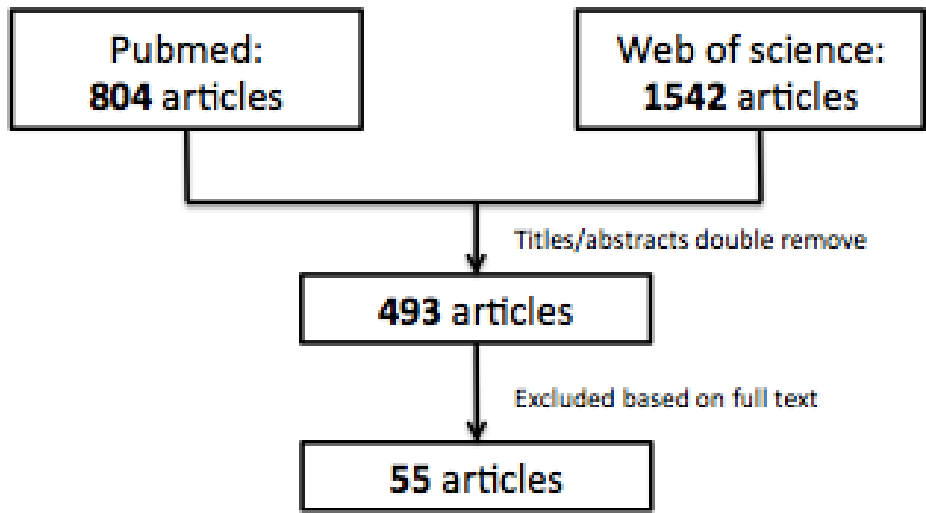 Pubmed:
804 articles
Web of science:
1542 articles
Titles/abstracts double remove
493 articles
Excluded based on full text
55 articles